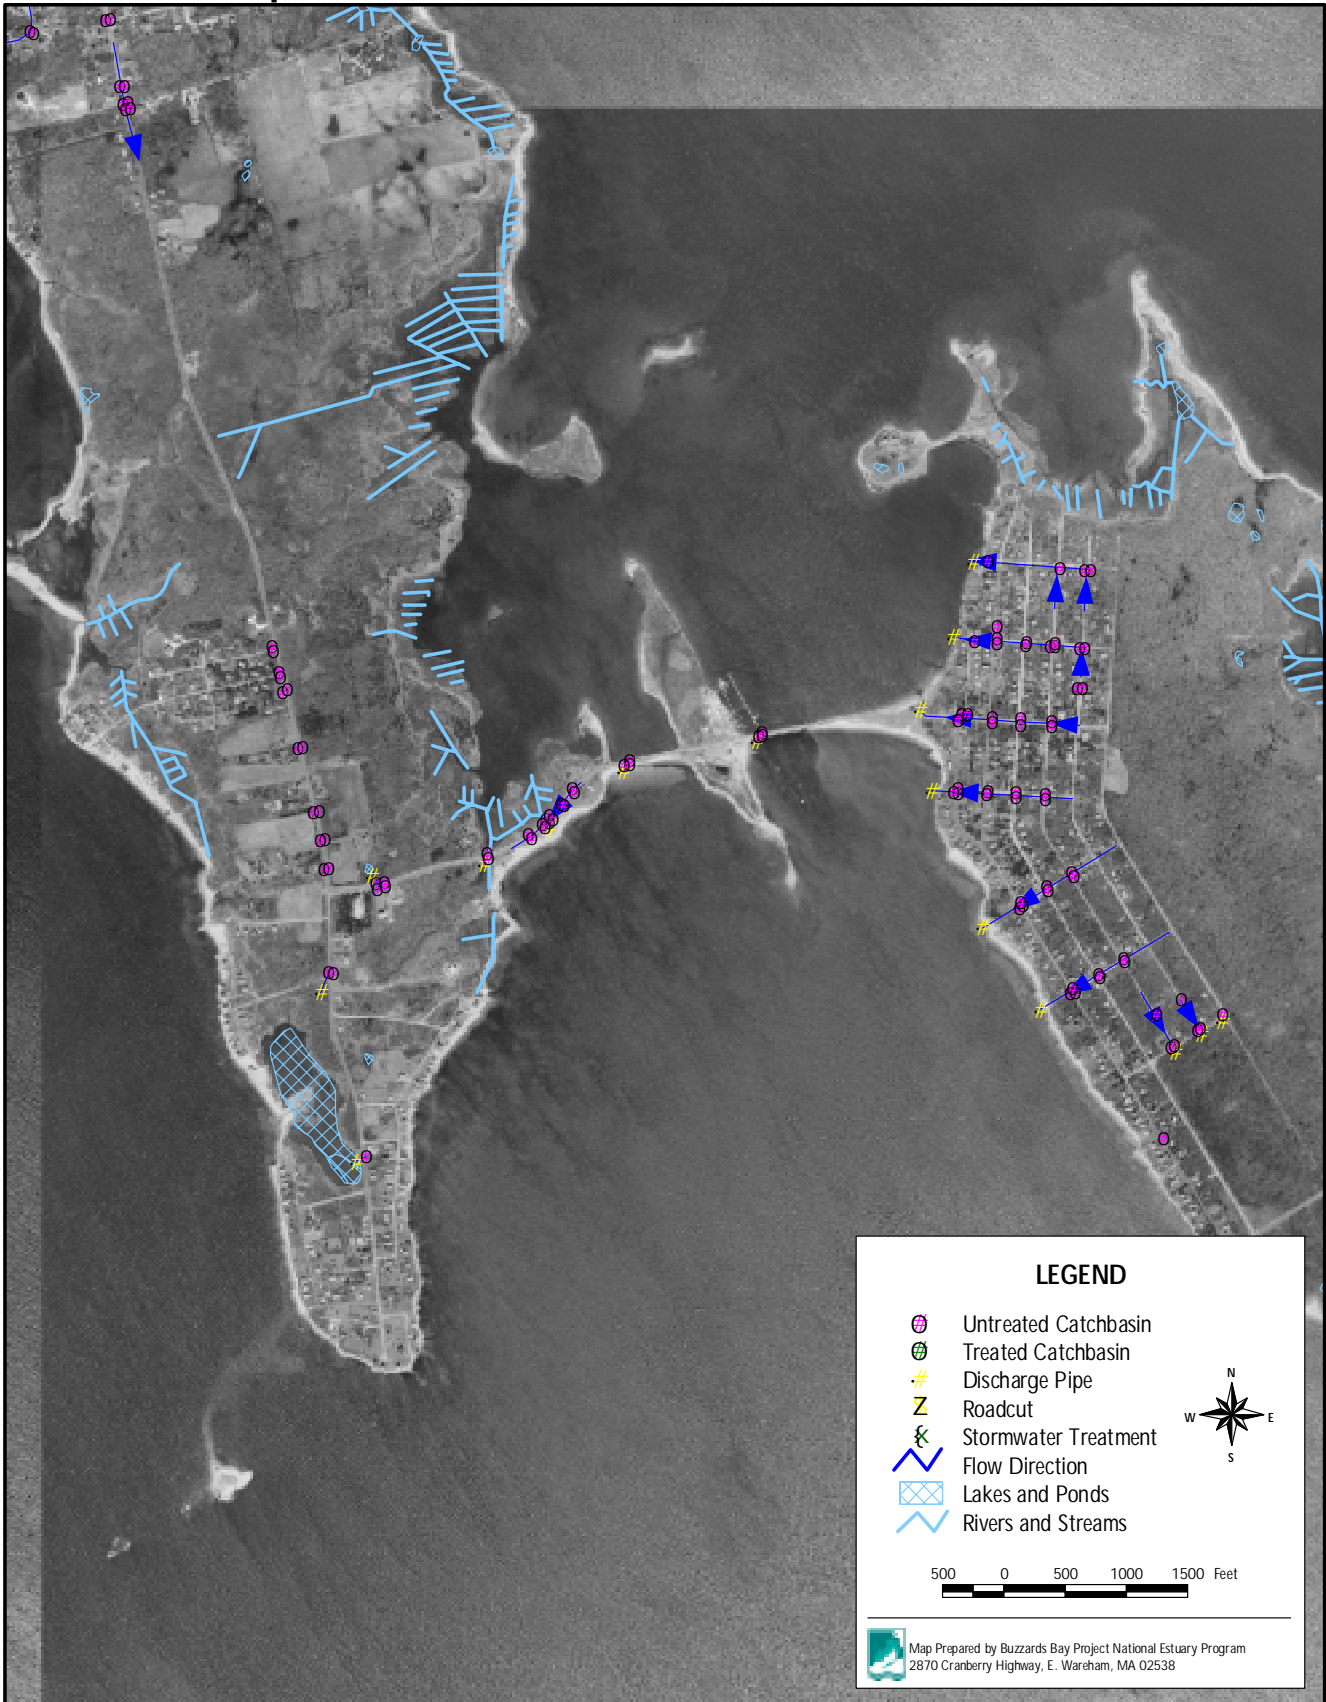 LEGEND
Untreated Catchbasin
Treated Catchbasin
Discharge Pipe
Roadcut
Stormwater Treatment
Flow Direction
Lakes and Ponds
Rivers and Streams
N
W E
S
500 0 500 1000 1500 Feet
Map Prepared by Buzzards Bay Project National Estuary Program
2870 Cranberry Highway, E. Wareham, MA 02538